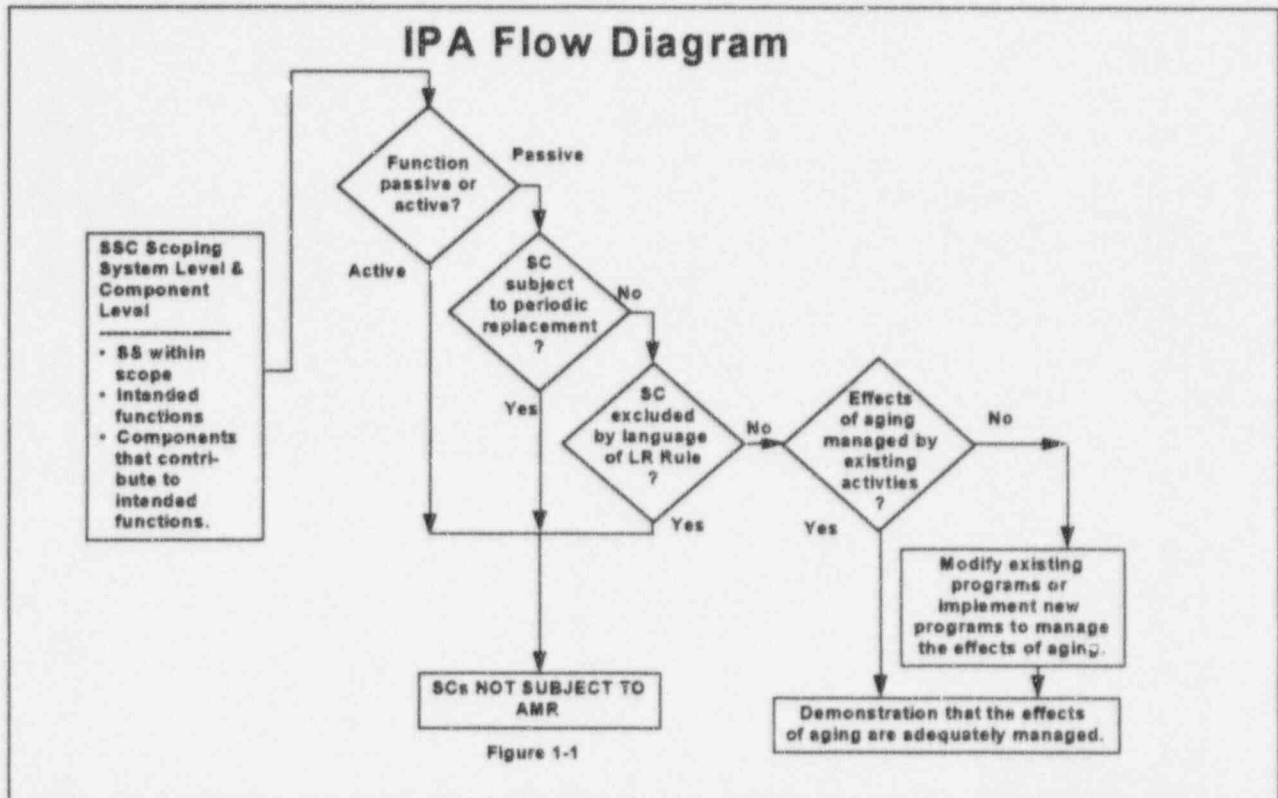 IPA Flow Diagram
Function
passive or
active?
Passive
Active
SSC Scoping
System Level &
Component
Level
• SS within
scope
• Intended
functions
• Components
that contri-
bute to
intended
functions.
SC
subject
to periodic
replacement
?
No
Yes
SC
excluded
by language
of LR Rule
?
No
Yes
Effects
of aging
managed by
existing
activties
?
No
Yes
Modify existing
programs or
implement new
programs to manage
the effects of aging.
SCs NOT SUBJECT TO
AMR
Demonstration that the effects
of aging are adequately managed.
Figure 1-1